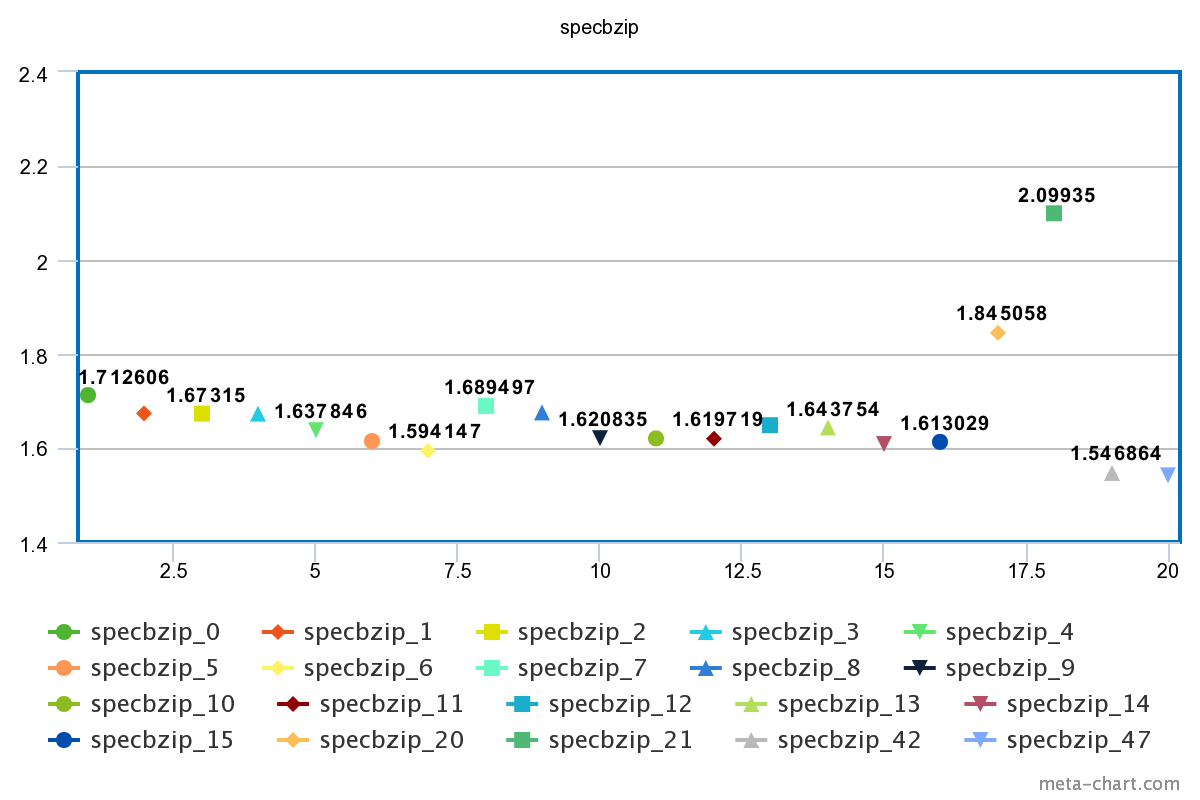 specbzip
2.4
2.2
2.09935
2
1.845058
1.8
1.712606 1.67315 1.689497
1.637846 1.594147 1.620835 1.619719 1.643754 1.613029
1.6
1.546864
1.4
2.5 5 7.5 10 12.5 15 17.5 20
specbzip_0 specbzip_1 specbzip_2 specbzip_3 specbzip_4
specbzip_5 specbzip_6 specbzip_7 specbzip_8 specbzip_9
specbzip_10 specbzip_11 specbzip_12 specbzip_13 specbzip_14
specbzip_15 specbzip_20 specbzip_21 specbzip_42 specbzip_47
meta-chart.com